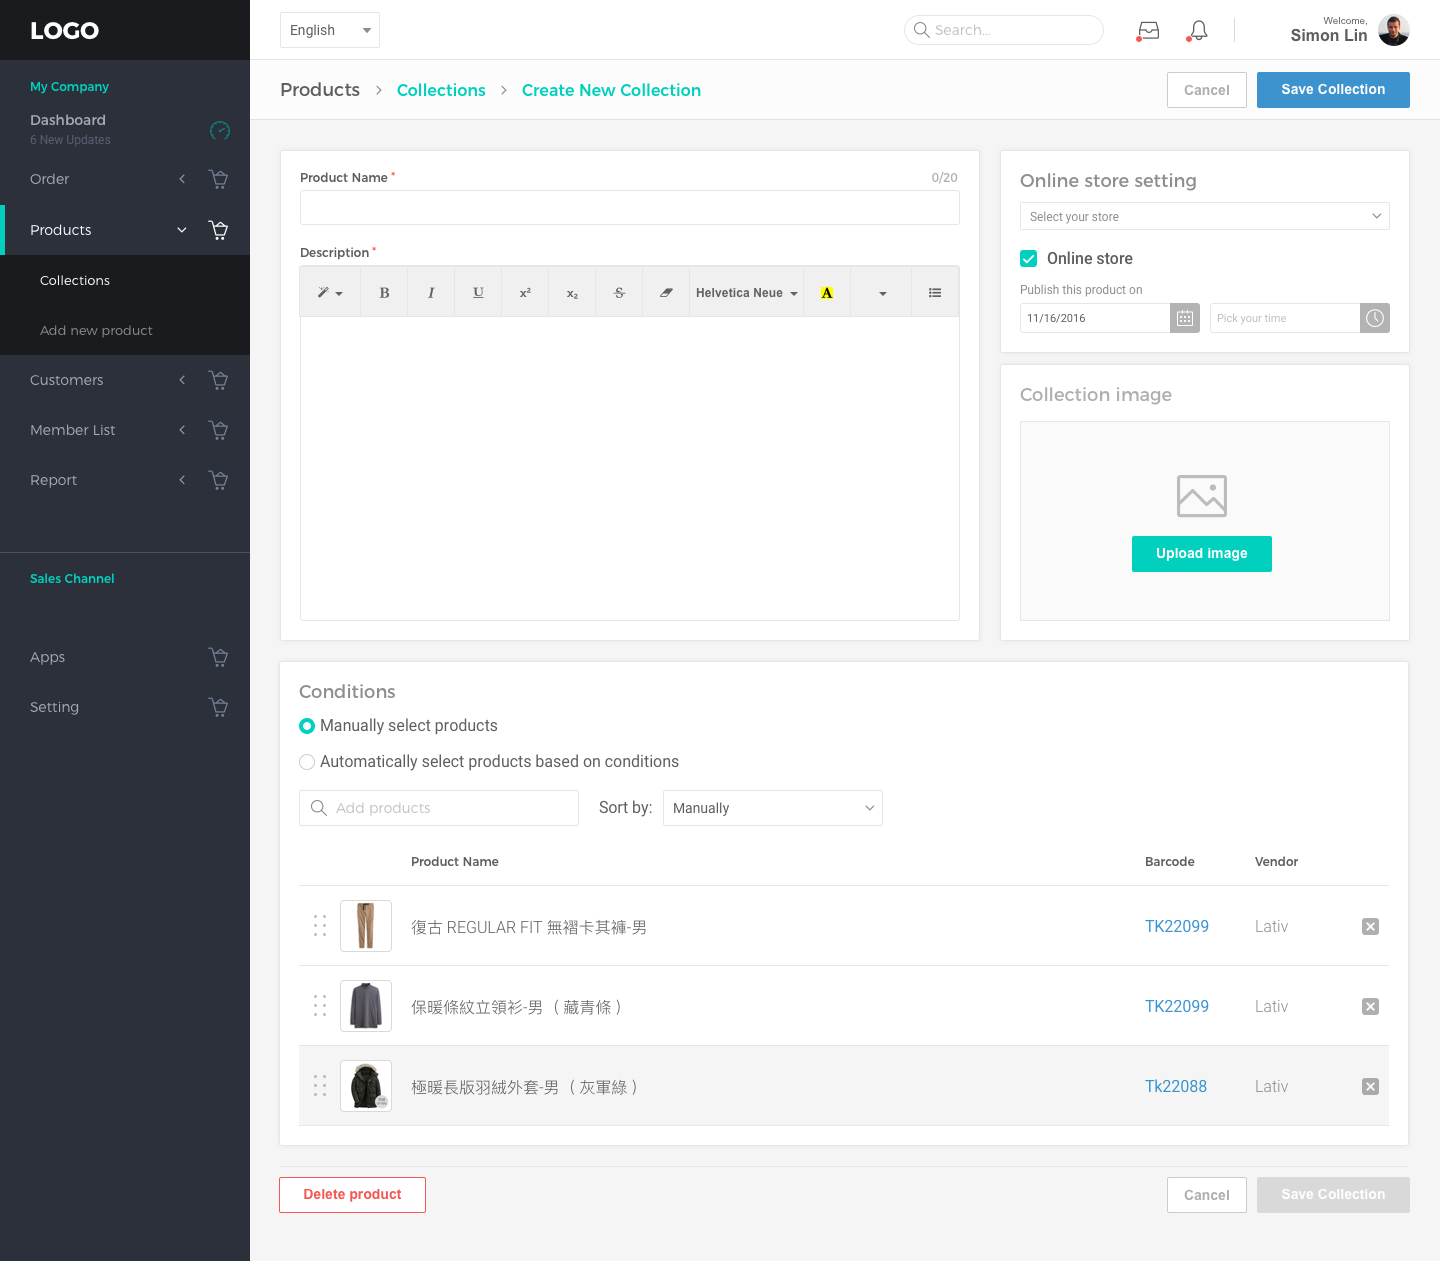 LOGO
English
Search...
Welcome,
Simon Lin
My Company
Dashboard
6 New Updates
Order
Products
Collections
Add new product
Customers
Member List
Report
Sales Channel
Apps
Setting
Products > Collections > Create New Collection
Cancel
Save Collection
Product Name *
0/20
Description *
B I U x² x₂ S Helvetica Neue A
Online store setting
Select your store
Online store
Publish this product on
11/16/2016
Pick your time
Collection image
Upload image
Conditions
Manually select products
Automatically select products based on conditions
Add products
Sort by:
Manually
Product Name Barcode Vendor
復古 REGULAR FIT 無褶卡其褲-男 TK22099 Lativ
保暖條紋立領衫-男（藏青條） TK22099 Lativ
極暖長版羽絨外套-男（灰軍綠） Tk22088 Lativ
Delete product
Cancel
Save Collection